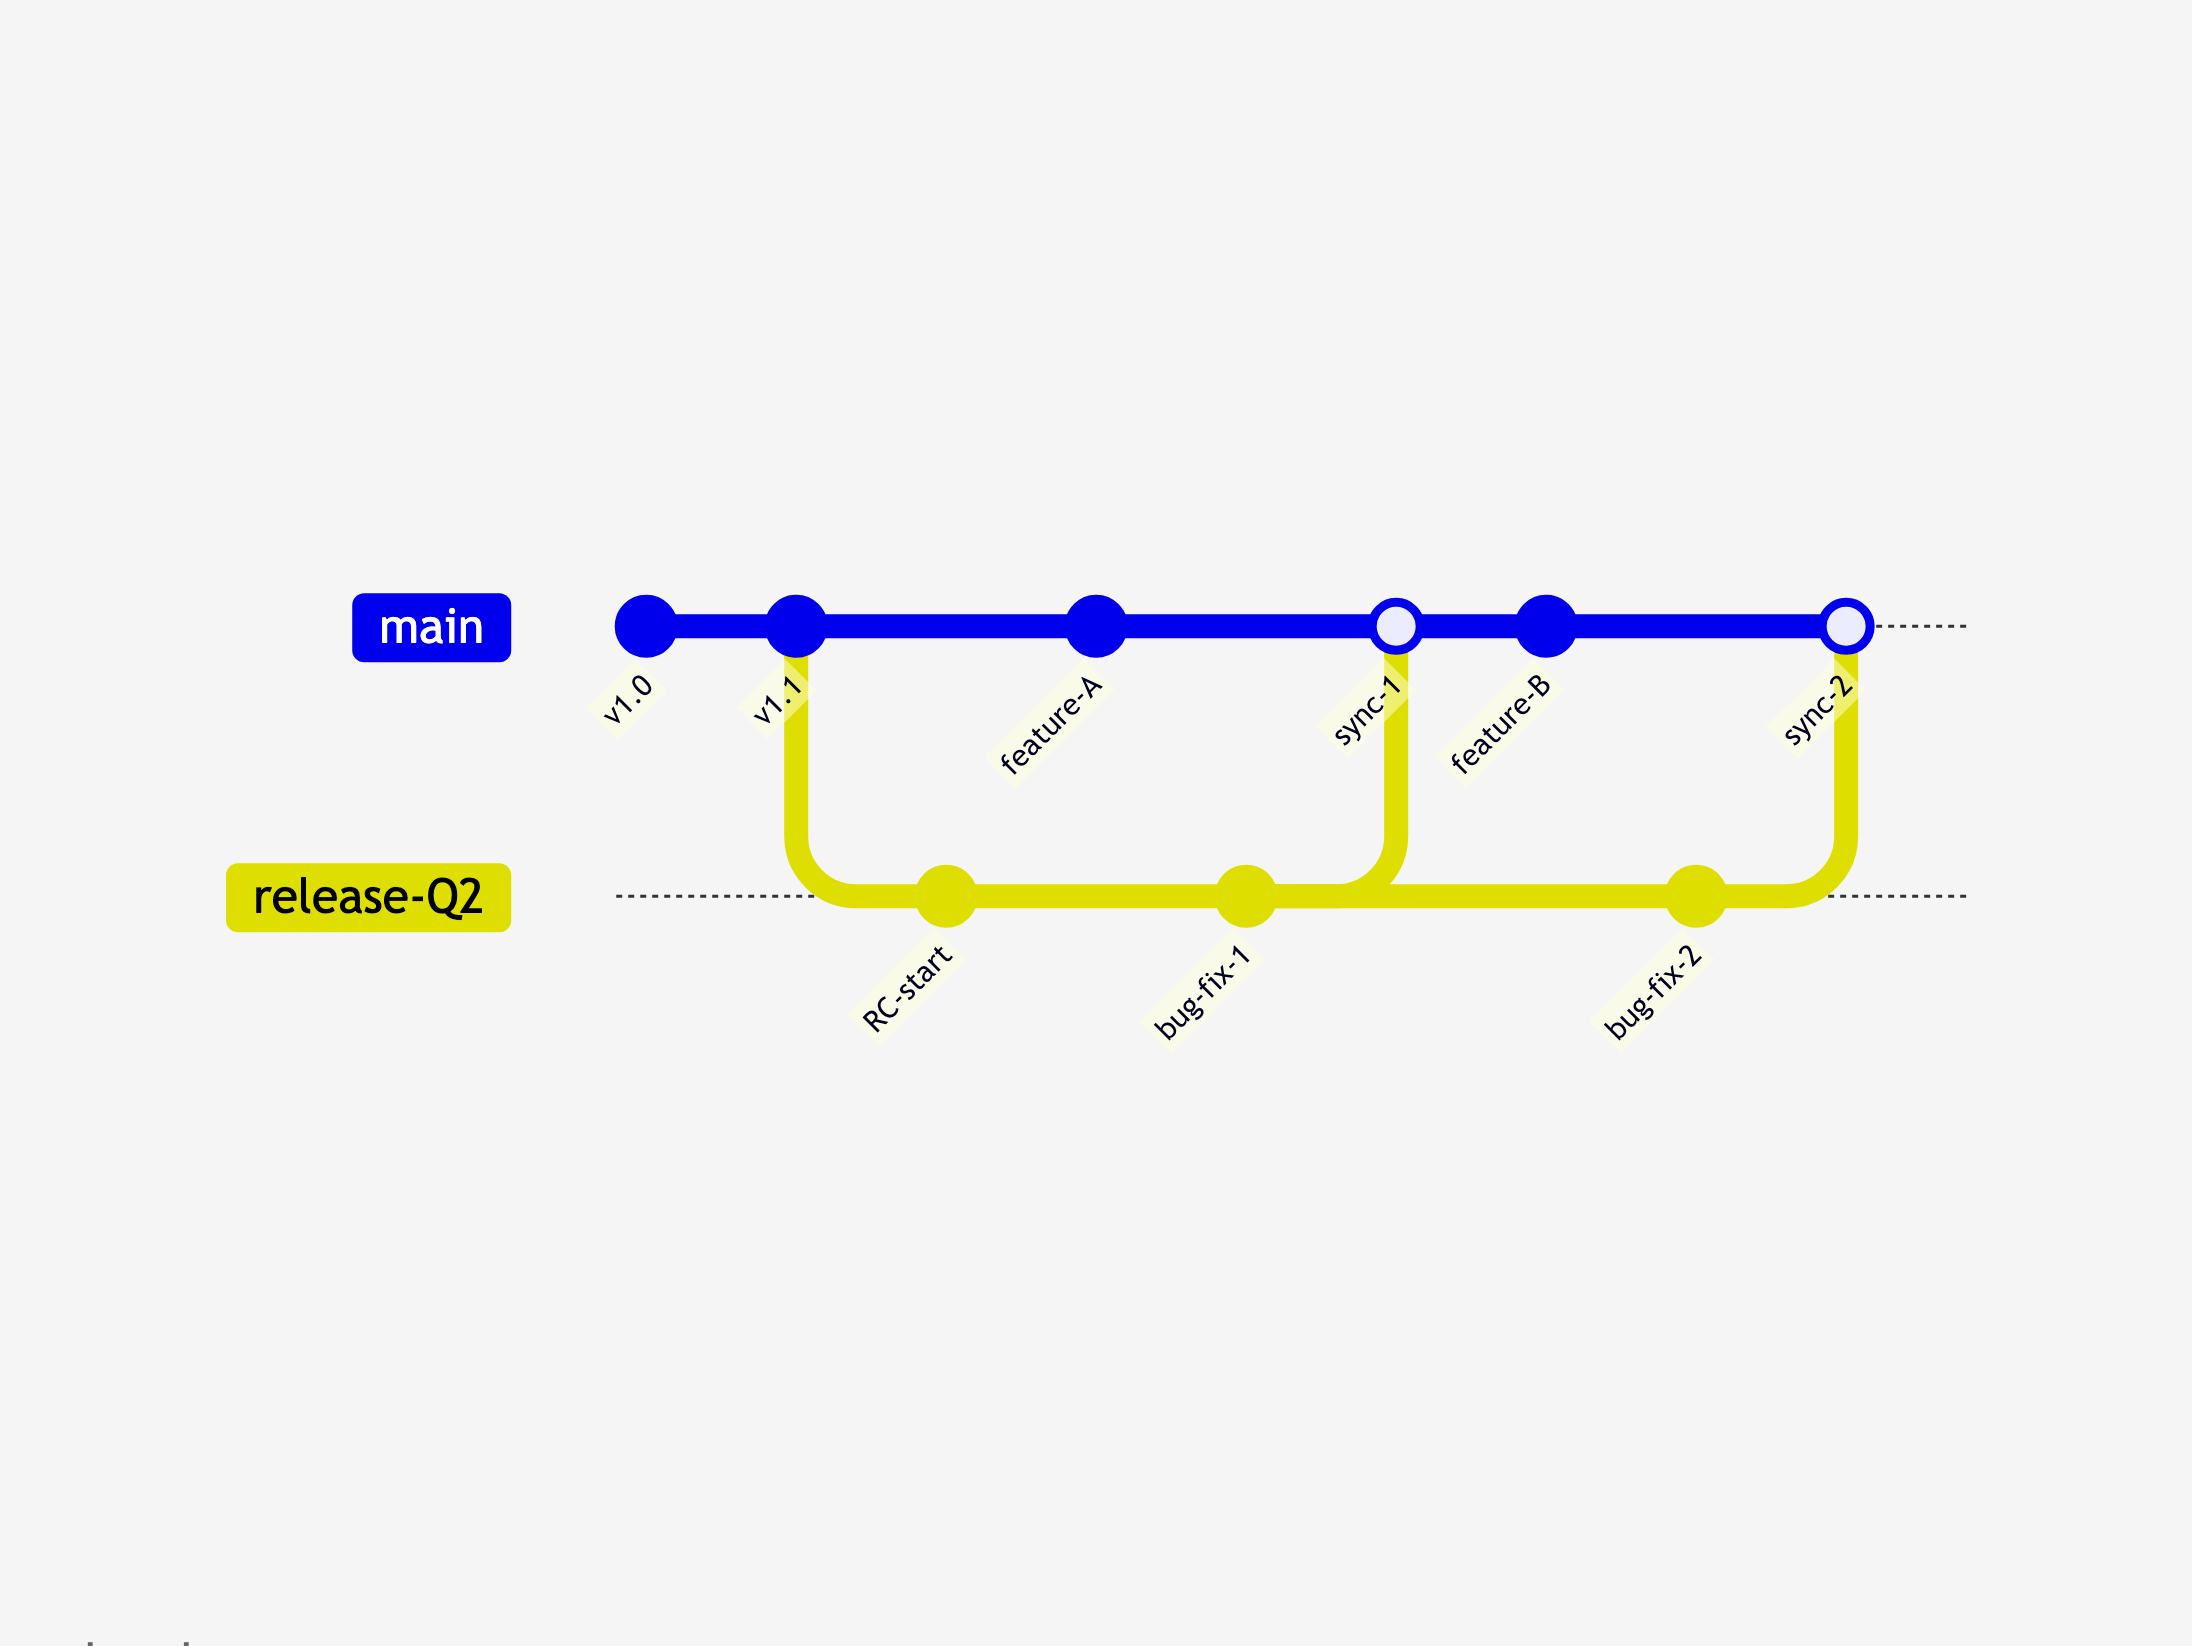 main
v1.0
v1.1
feature-A
sync-1
feature-B
sync-2
release-Q2
RC-start
bug-fix-1
bug-fix-2